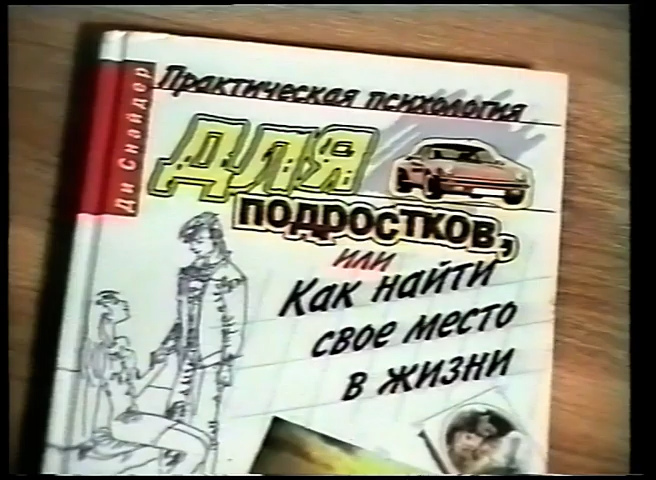 Ди Снайдер
Практическая психология
для
подростков,
или
Как найти
свое место
в жизни